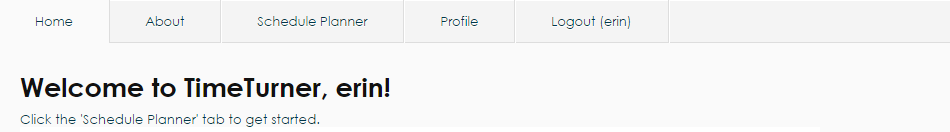 Home About Schedule Planner Profile Logout (erin)
Welcome to TimeTurner, erin!
Click the 'Schedule Planner' tab to get started.